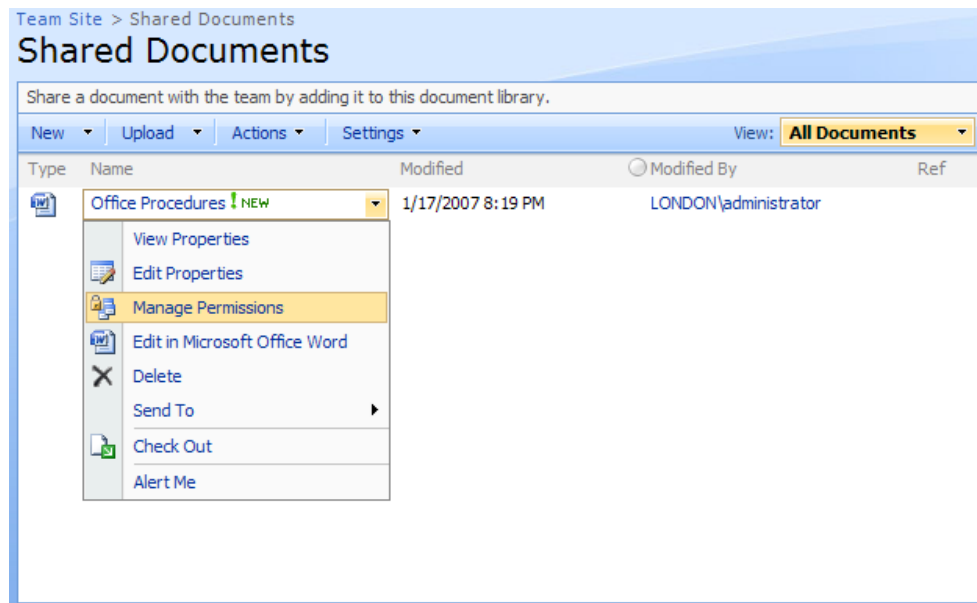 Team Site > Shared Documents
Shared Documents
Share a document with the team by adding it to this document library.
New Upload Actions Settings View: All Documents
Type Name Modified Modified By Ref
Office Procedures ! NEW 1/17/2007 8:19 PM LONDON\administrator
View Properties
Edit Properties
Manage Permissions
Edit in Microsoft Office Word
Delete
Send To
Check Out
Alert Me